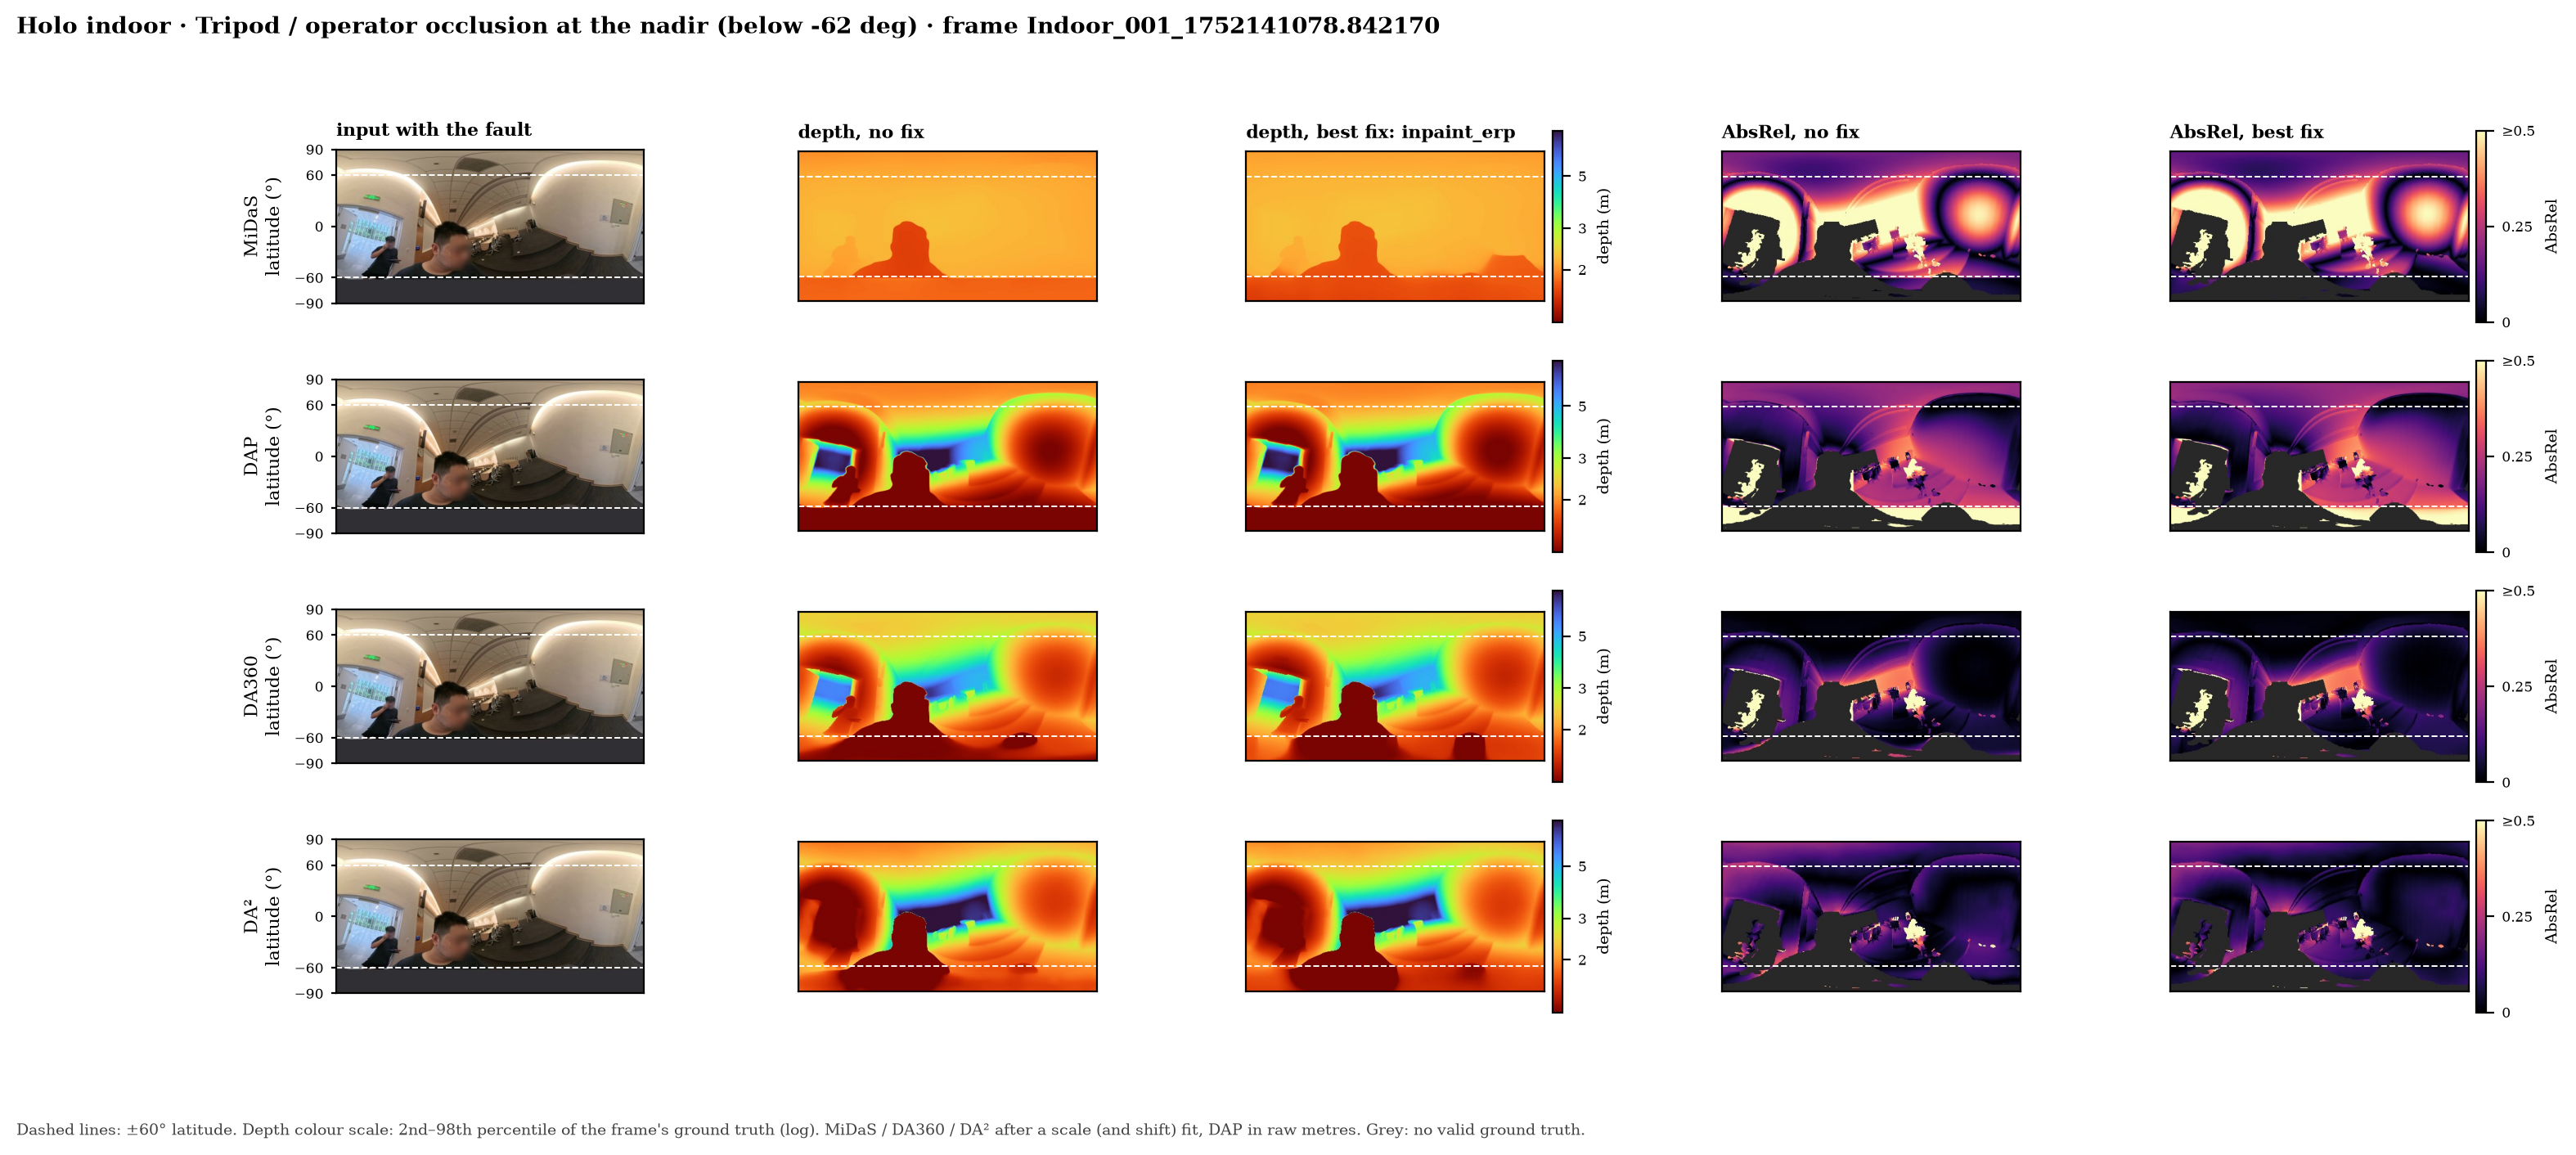 Holo indoor · Tripod / operator occlusion at the nadir (below -62 deg) · frame Indoor_001_1752141078.842170
input with the fault
depth, no fix
depth, best fix: inpaint_erp
AbsRel, no fix
AbsRel, best fix
MiDaS
latitude (°)
90
60
0
−60
−90
5
3
2
depth (m)
≥0.5
0.25
0
AbsRel
DAP
latitude (°)
90
60
0
−60
−90
5
3
2
depth (m)
≥0.5
0.25
0
AbsRel
DA360
latitude (°)
90
60
0
−60
−90
5
3
2
depth (m)
≥0.5
0.25
0
AbsRel
DA²
latitude (°)
90
60
0
−60
−90
5
3
2
depth (m)
≥0.5
0.25
0
AbsRel
Dashed lines: ±60° latitude. Depth colour scale: 2nd–98th percentile of the frame's ground truth (log). MiDaS / DA360 / DA² after a scale (and shift) fit, DAP in raw metres. Grey: no valid ground truth.